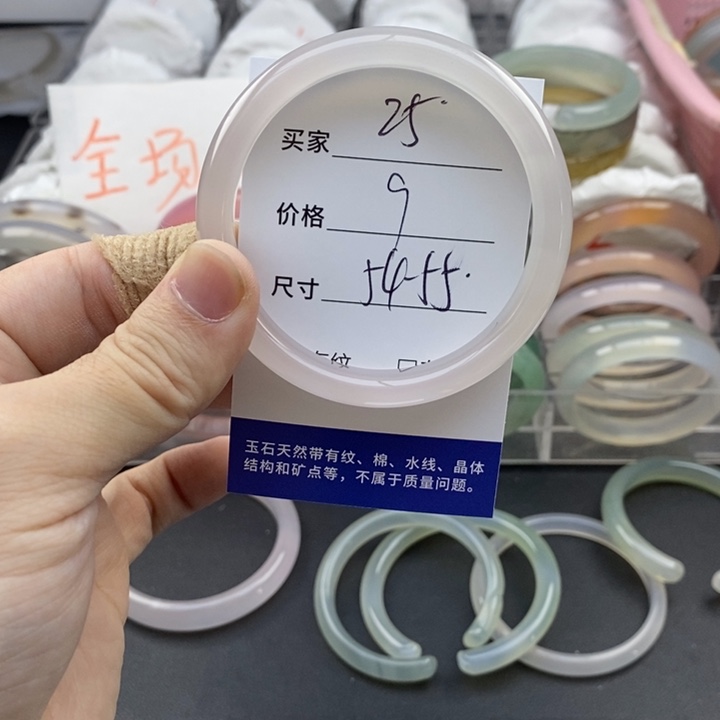 全场
买家 25.
价格 9
尺寸 54-55.
玉石天然带有纹、棉、水线、晶体
结构和矿点等，不属于质量问题。